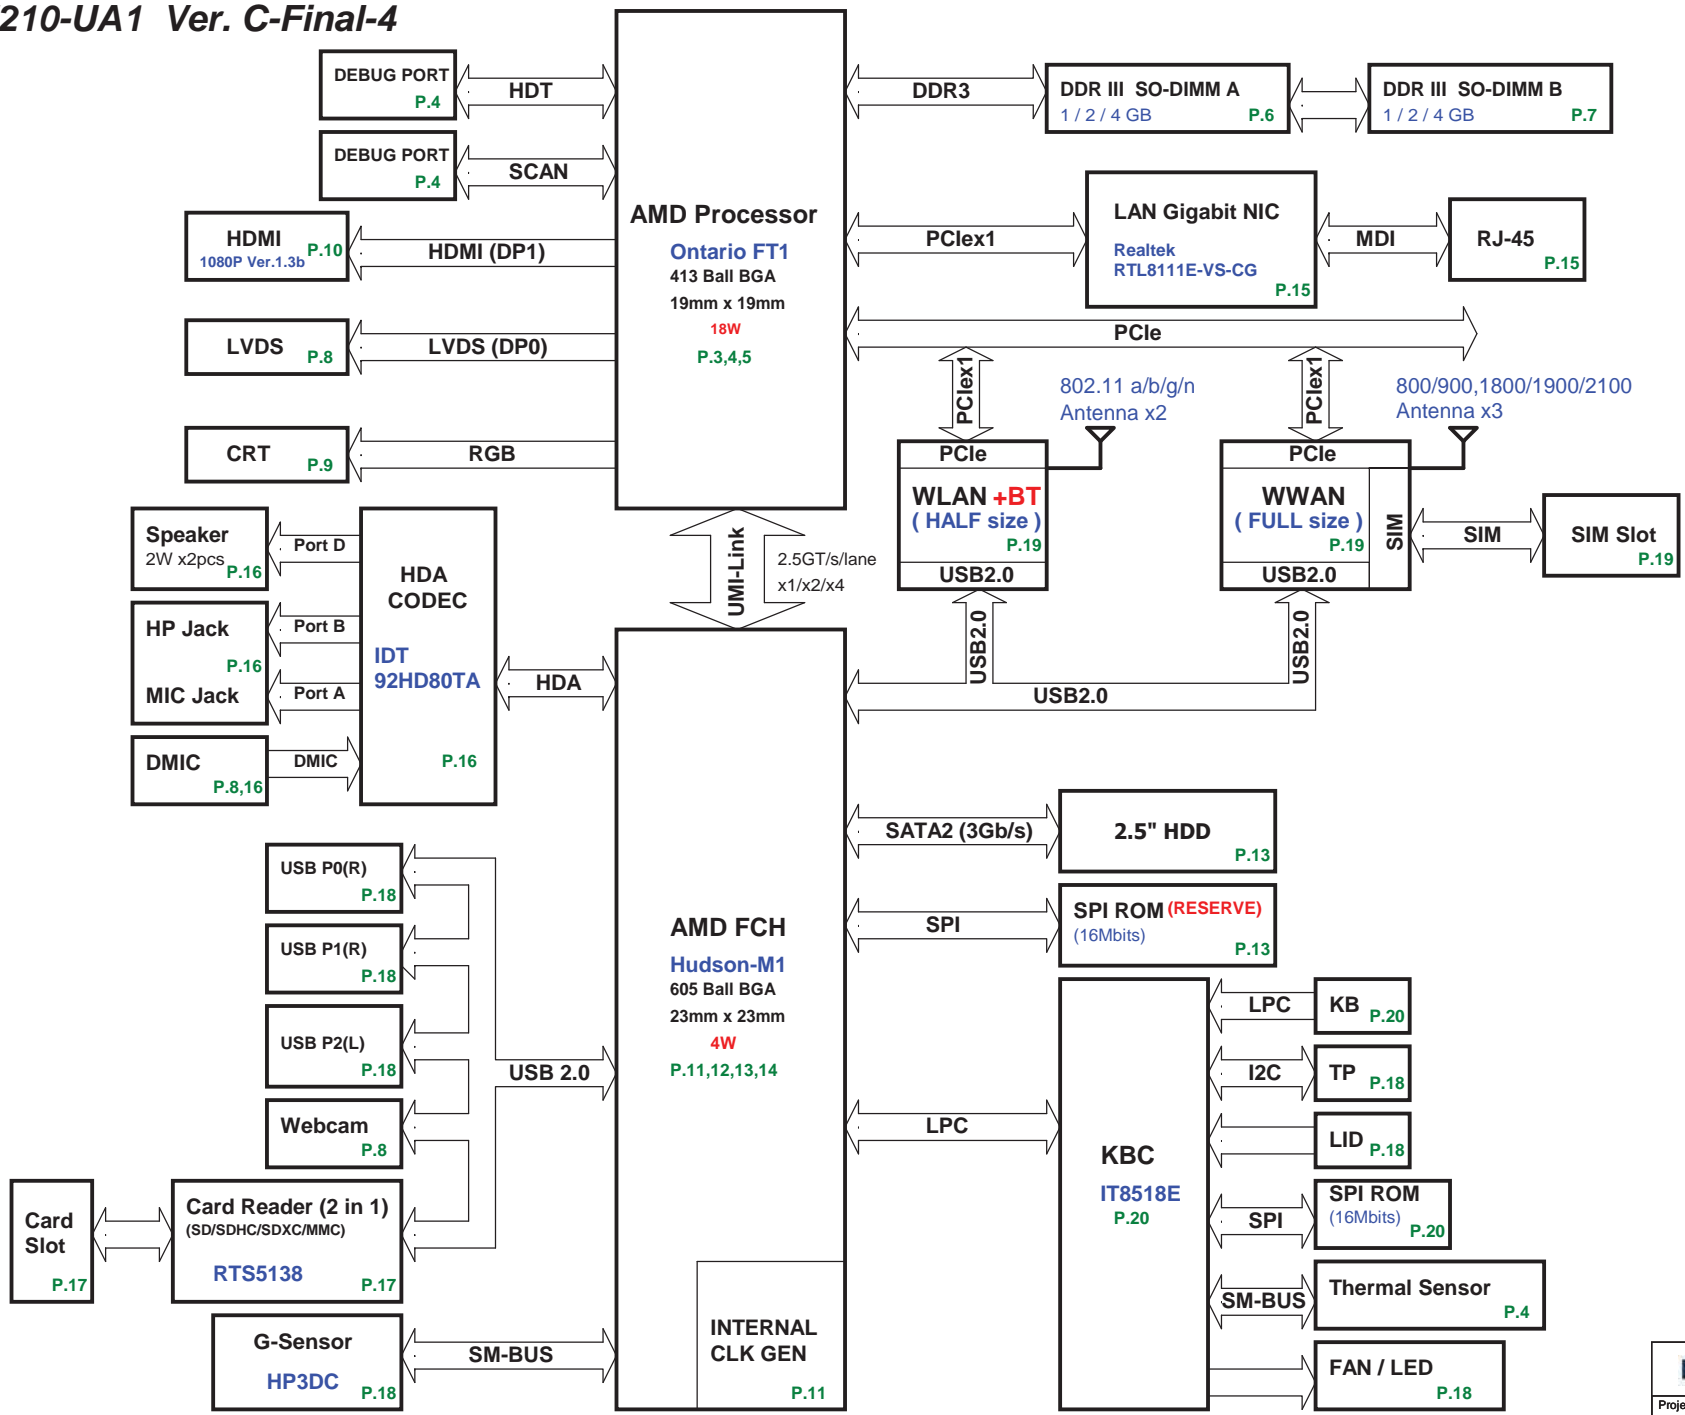 210-UA1 Ver. C-Final-4
DEBUG PORT
P.4
HDT
DEBUG PORT
P.4
SCAN
HDMI
1080P Ver.1.3b
P.10
HDMI (DP1)
LVDS
P.8
LVDS (DP0)
CRT
P.9
RGB
AMD Processor
Ontario FT1
413 Ball BGA
19mm x 19mm
18W
P.3,4,5
DDR3
DDR III SO-DIMM A
1 / 2 / 4 GB
P.6
DDR III SO-DIMM B
1 / 2 / 4 GB
P.7
PCIex1
LAN Gigabit NIC
Realtek
RTL8111E-VS-CG
P.15
MDI
RJ-45
P.15
PCIe
PCIex1
802.11 a/b/g/n
Antenna x2
PCIex1
800/900,1800/1900/2100
Antenna x3
PCIe
WLAN +BT
( HALF size )
P.19
USB2.0
PCIe
WWAN
( FULL size )
P.19
USB2.0
SIM
SIM
SIM Slot
P.19
USB2.0
USB2.0
USB2.0
UMI-Link
2.5GT/s/lane
x1/x2/x4
Speaker
2W x2pcs
P.16
Port D
HP Jack
P.16
MIC Jack
Port B
Port A
DMIC
P.8,16
DMIC
HDA
CODEC
IDT
92HD80TA
P.16
HDA
USB P0(R)
P.18
USB P1(R)
P.18
USB P2(L)
P.18
Webcam
P.8
USB 2.0
Card
Slot
P.17
Card Reader (2 in 1)
(SD/SDHC/SDXC/MMC)
RTS5138
P.17
G-Sensor
HP3DC
P.18
SM-BUS
AMD FCH
Hudson-M1
605 Ball BGA
23mm x 23mm
4W
P.11,12,13,14
INTERNAL
CLK GEN
P.11
SATA2 (3Gb/s)
2.5" HDD
P.13
SPI
SPI ROM (RESERVE)
(16Mbits)
P.13
LPC
KBC
IT8518E
P.20
LPC
KB
P.20
I2C
TP
P.18
LID
P.18
SPI
SPI ROM
(16Mbits)
P.20
SM-BUS
Thermal Sensor
P.4
FAN / LED
P.18